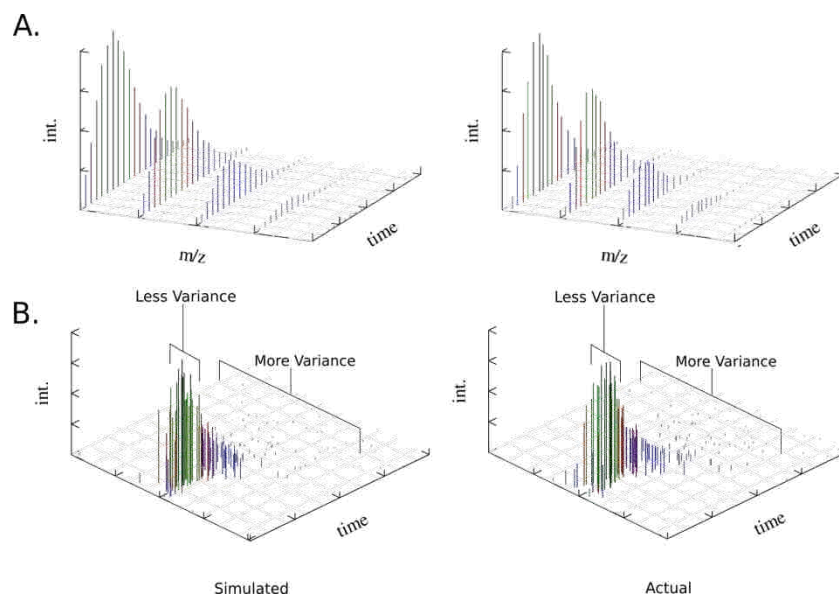 A.
int.
m/z
time
int.
m/z
time
B.
Less Variance
More Variance
int.
time
Simulated
Less Variance
More Variance
int.
time
Actual